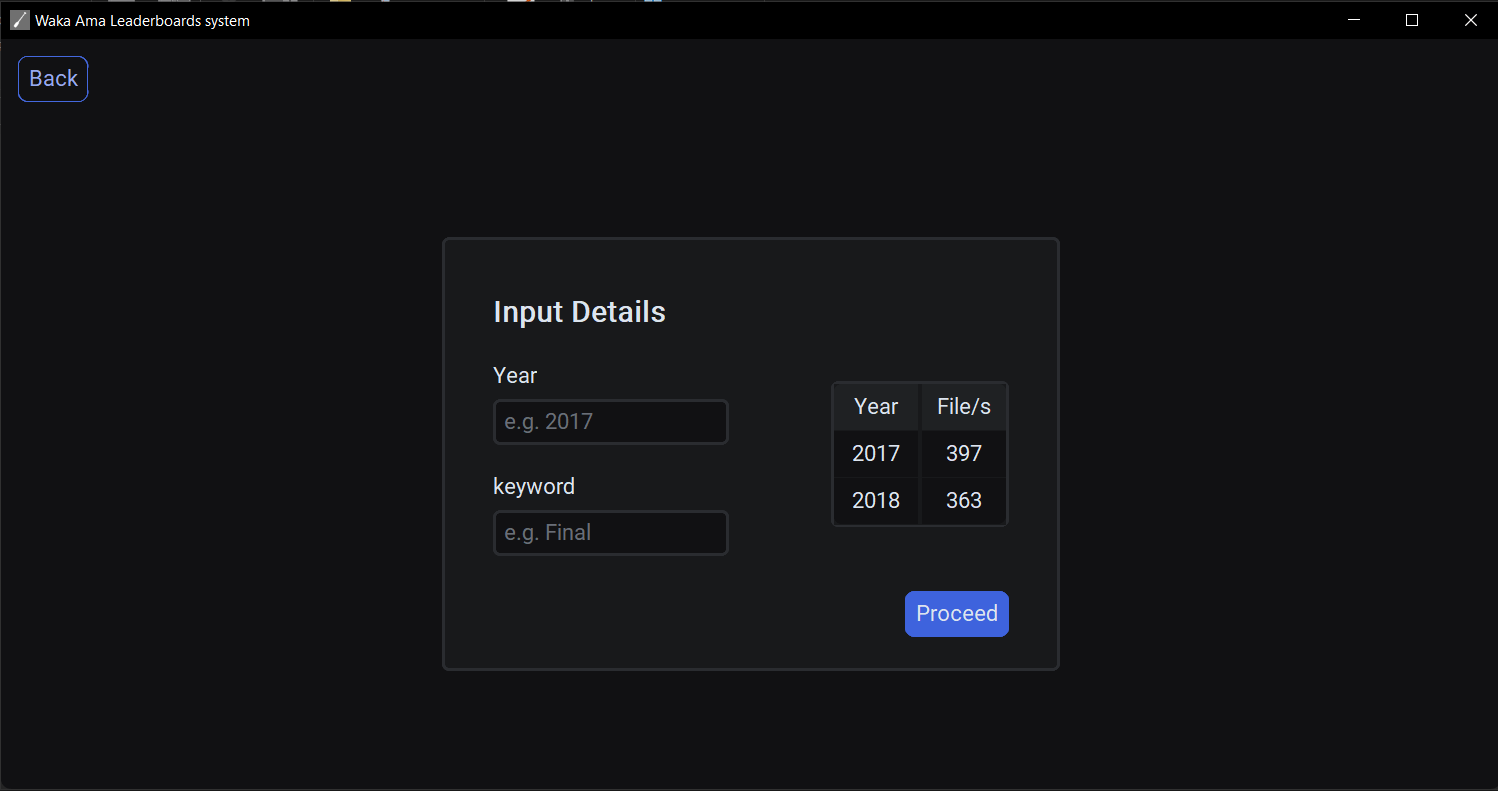 Waka Ama Leaderboards system
Back
Input Details
Year
e.g. 2017
keyword
e.g. Final
Year File/s
2017 397
2018 363
Proceed